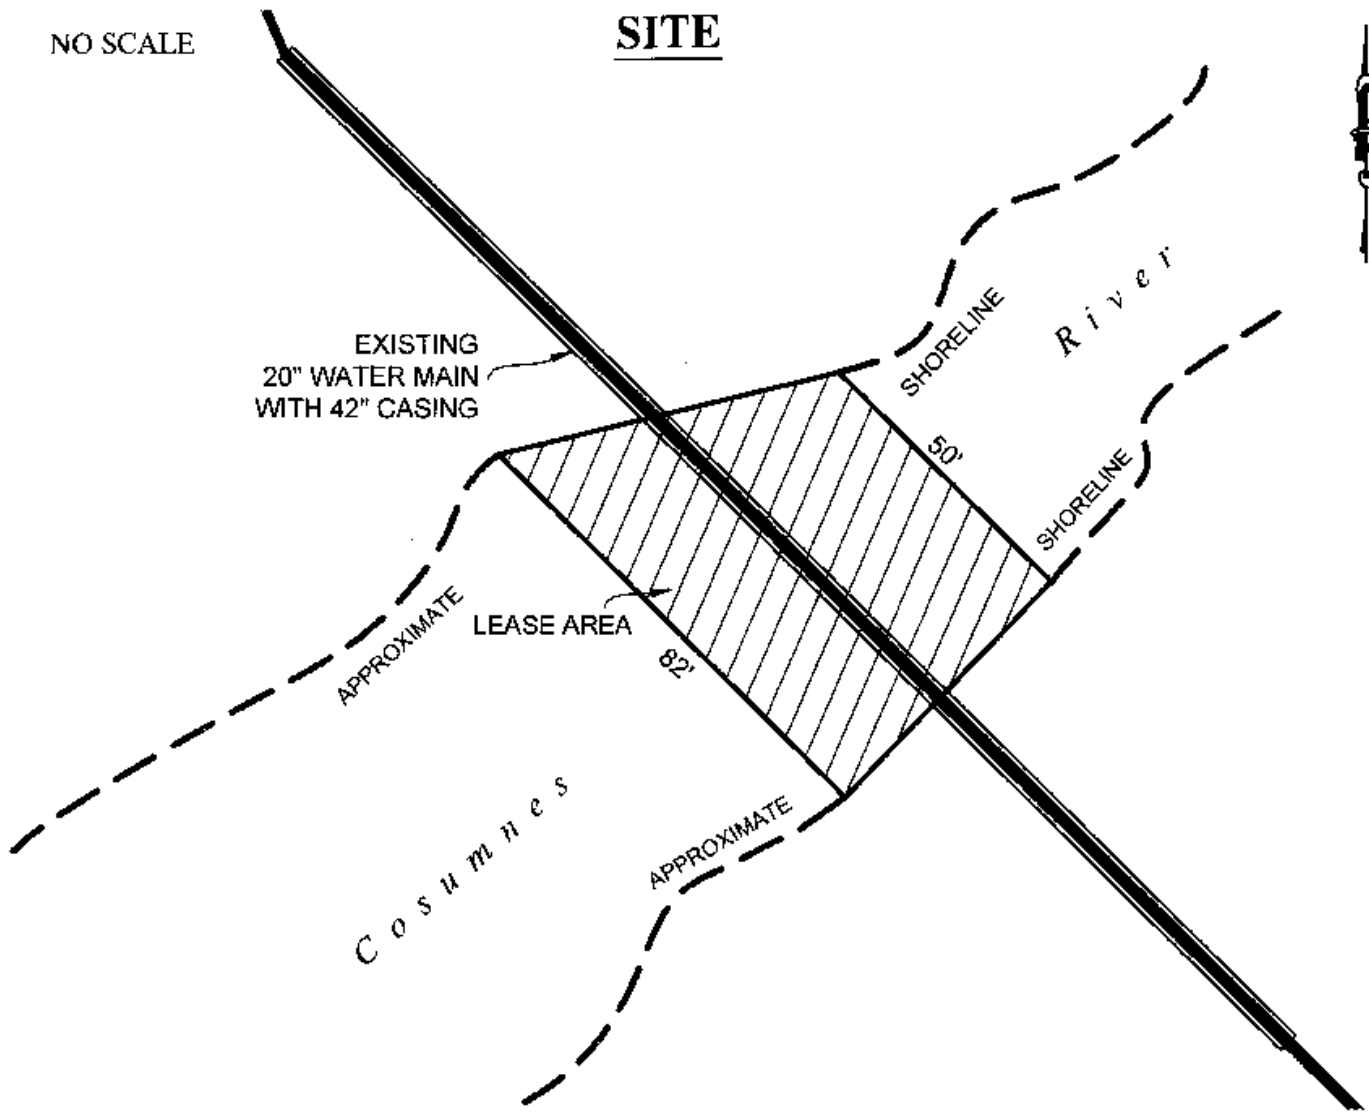 NO SCALE
SITE
EXISTING
20" WATER MAIN
WITH 42" CASING
SHORELINE
River
50'
SHORELINE
APPROXIMATE
LEASE AREA
82'
APPROXIMATE
Cosumnes